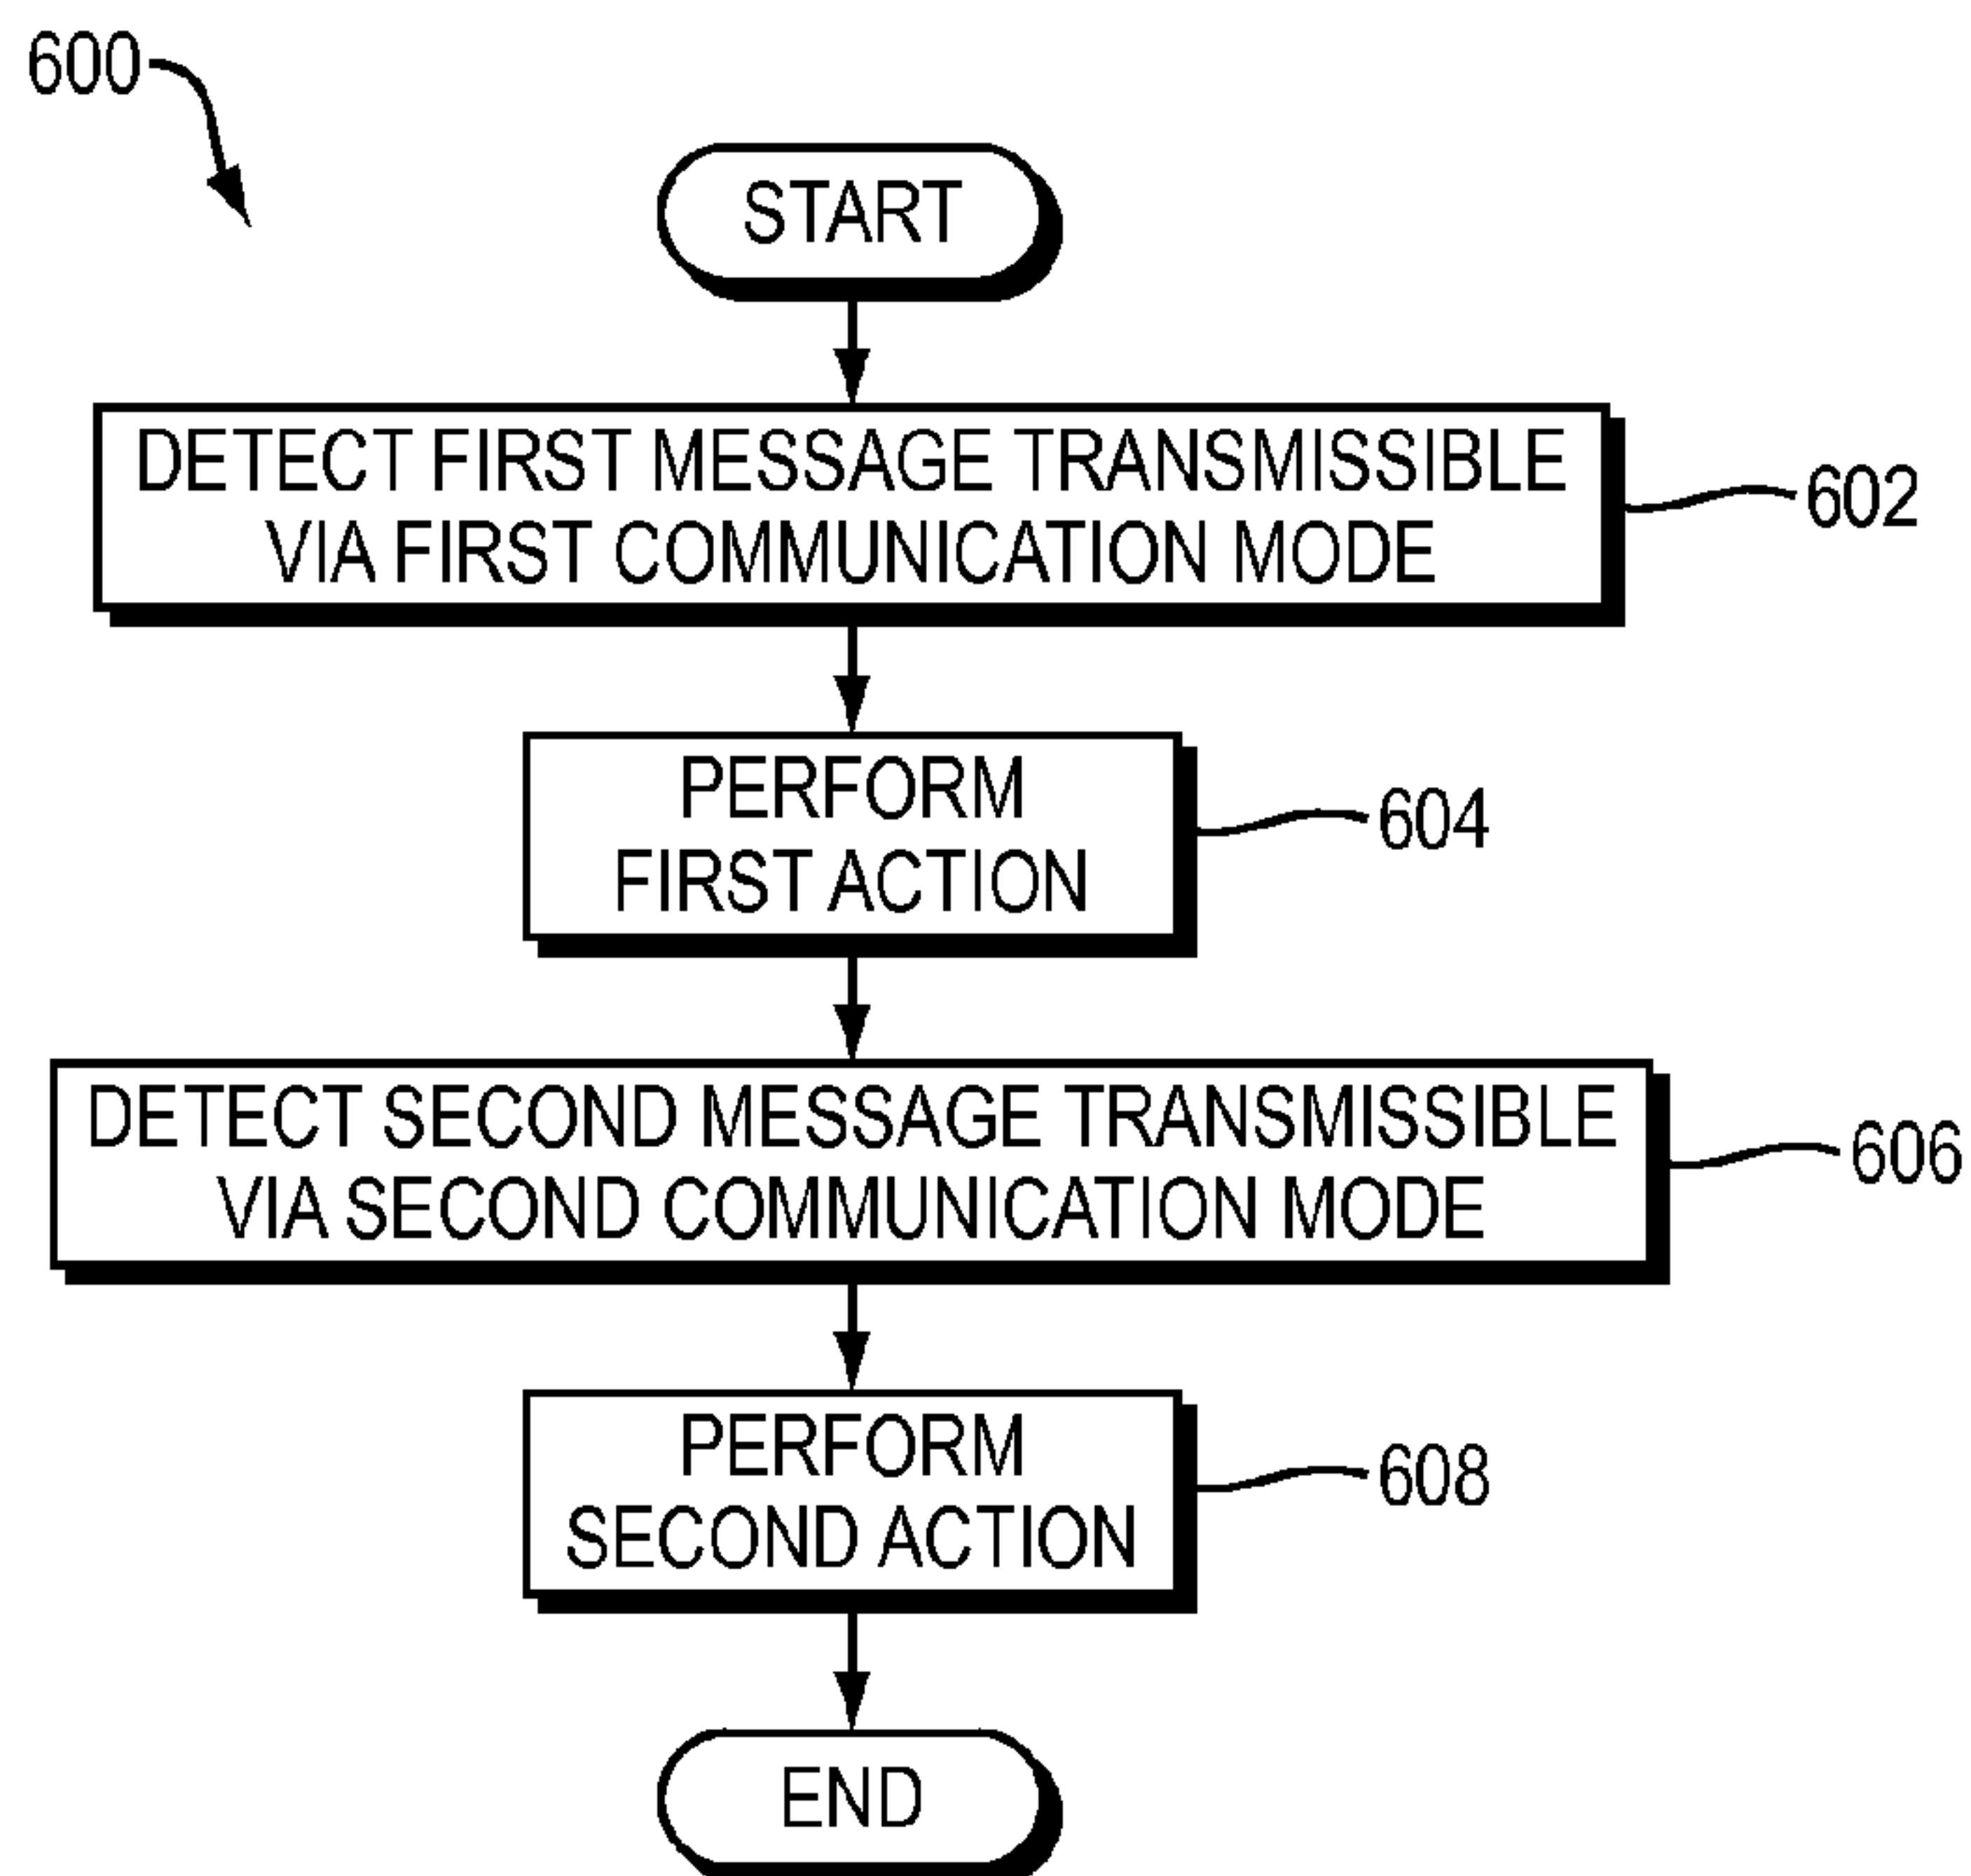 600
START
DETECT FIRST MESSAGE TRANSMISSIBLE
VIA FIRST COMMUNICATION MODE
602
PERFORM
FIRST ACTION
604
DETECT SECOND MESSAGE TRANSMISSIBLE
VIA SECOND COMMUNICATION MODE
606
PERFORM
SECOND ACTION
608
END